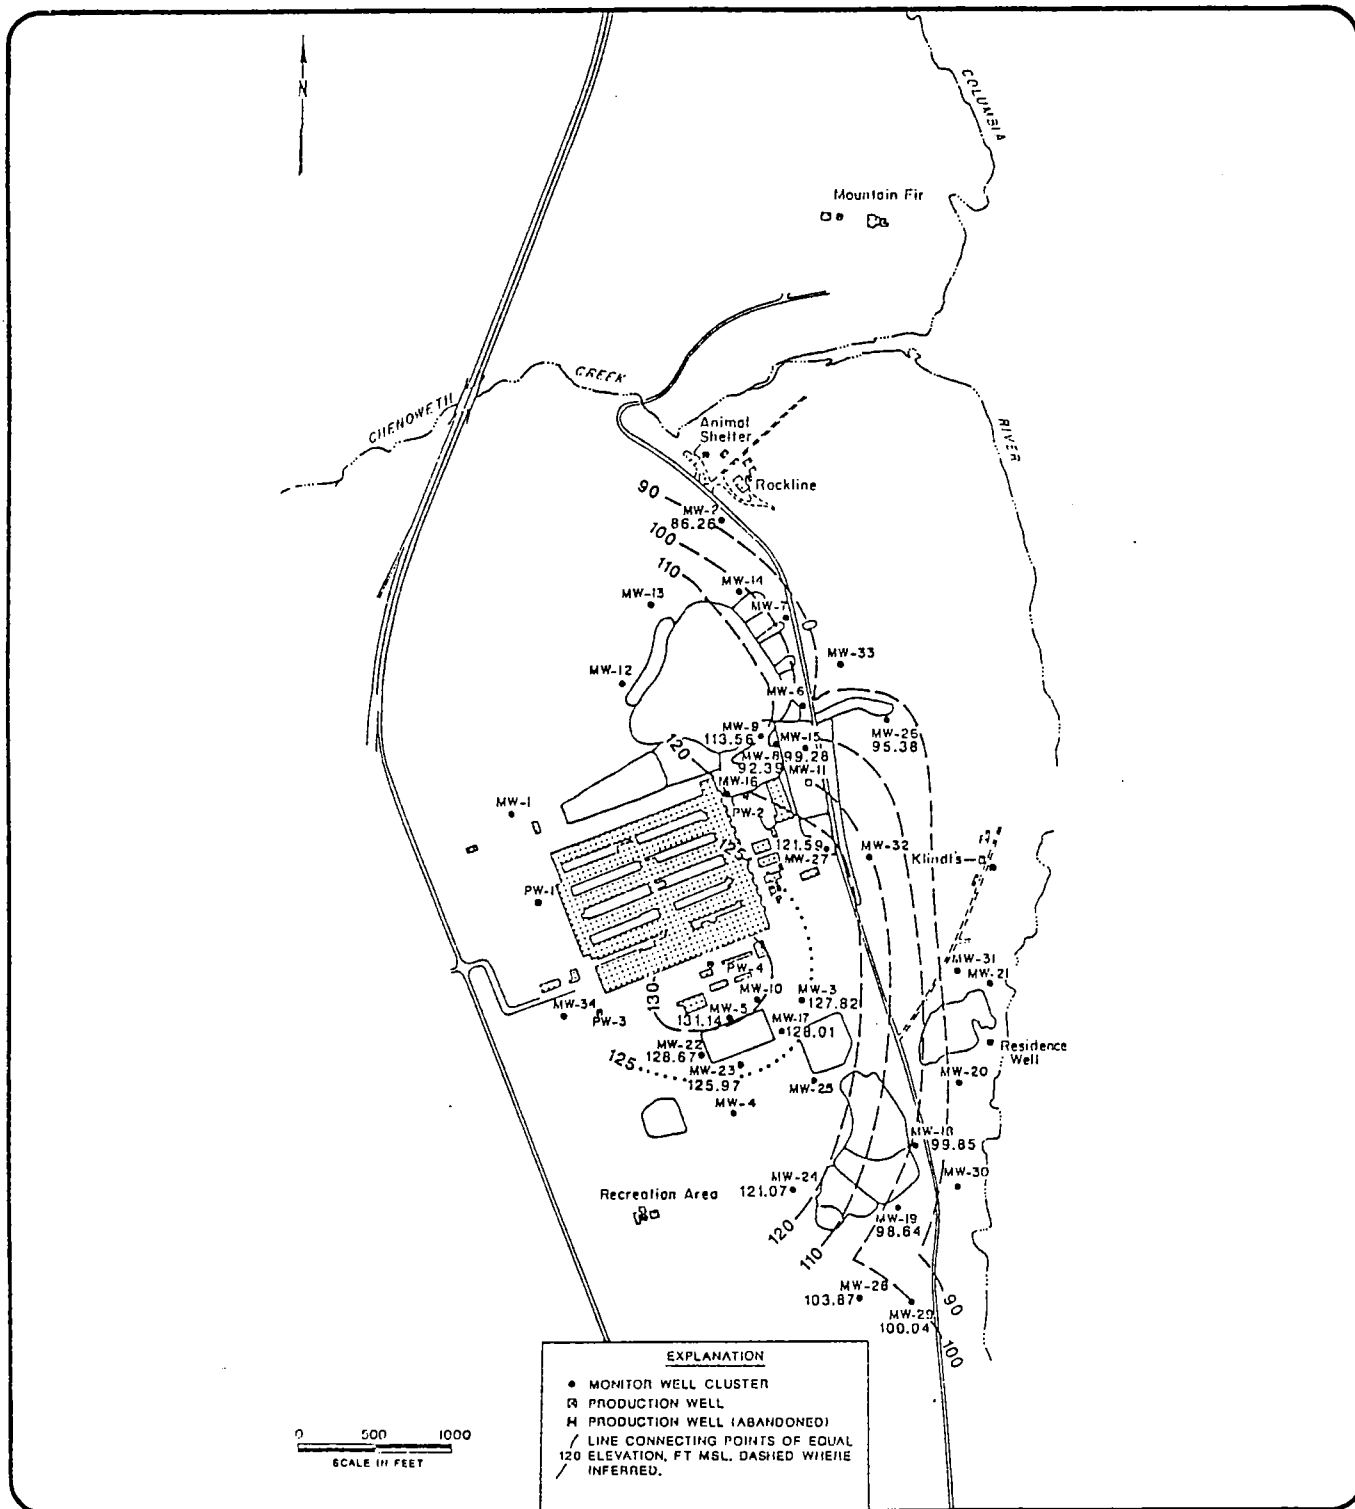 N
COLUMBIA
Mountain Fir
CREEK
CHENOWETH
RIVER
Animal
Shelter
Rockline
90
MW-2
86.26
100
110
MW-14
MW-13
MW-7
MW-33
MW-12
MW-6
MW-9
113.56
MW-15
99.28
MW-26
95.38
120
MW-8
92.39
MW-11
MW-16
PW-2
MW-1
121.59
MW-27
MW-32
125
Klindt's
PW-1
MW-31
MW-21
PW-4
130
MW-10
MW-3
127.82
MW-34
PW-3
MW-5
131.14
MW-17
128.01
MW-22
128.67
Residence
Well
125
MW-23
125.97
MW-25
MW-20
MW-4
MW-18
99.85
MW-24
121.07
MW-30
Recreation Area
MW-19
98.64
120
110
MW-28
103.87
MW-29
100.04
90
100
EXPLANATION
MONITOR WELL CLUSTER
PRODUCTION WELL
PRODUCTION WELL (ABANDONED)
LINE CONNECTING POINTS OF EQUAL
120 ELEVATION, FT MSL. DASHED WHERE
INFERRED.
0 500 1000
SCALE IN FEET